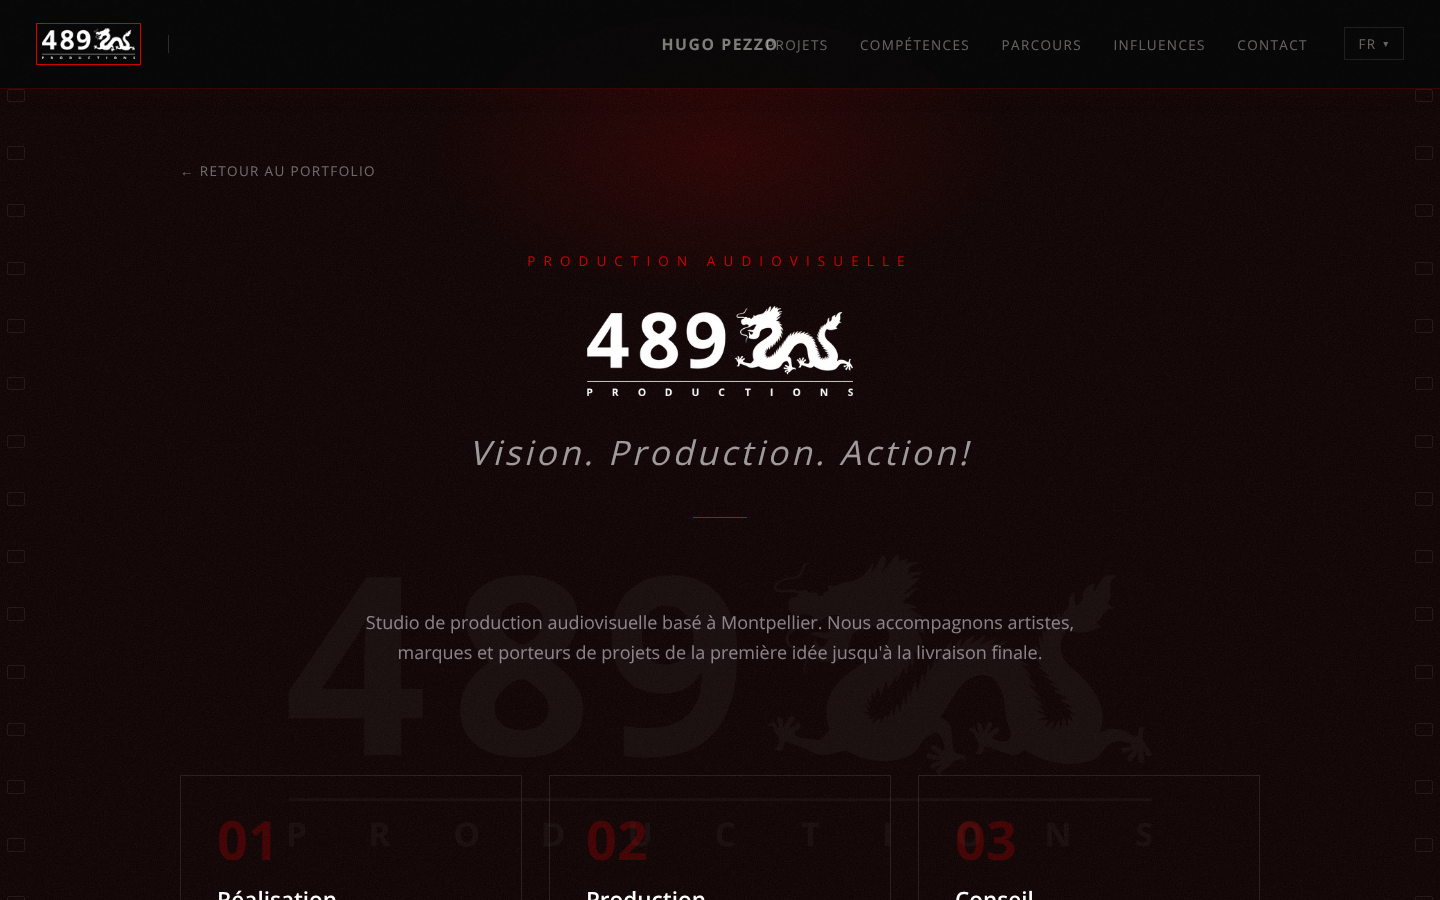 489
PRODUCTIONS
HUGO PEZZO
PROJETS
COMPÉTENCES
PARCOURS
INFLUENCES
CONTACT
FR ▾
← RETOUR AU PORTFOLIO
PRODUCTION AUDIOVISUELLE
489
PRODUCTIONS
Vision. Production. Action!
489
Studio de production audiovisuelle basé à Montpellier. Nous accompagnons artistes,
marques et porteurs de projets de la première idée jusqu'à la livraison finale.
PRODUCTIONS
01
02
03
Réalisation
Production
Conseil